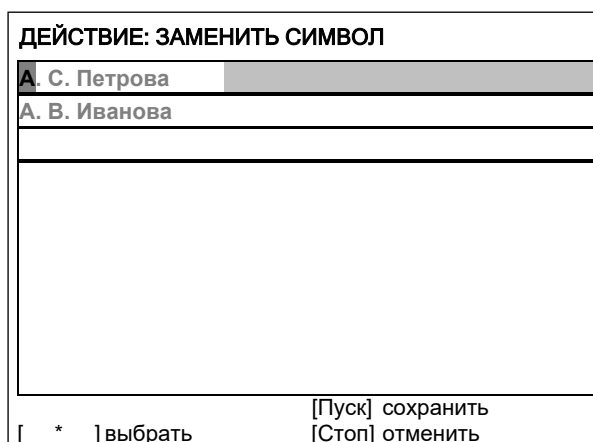 ДЕЙСТВИЕ: ЗАМЕНИТЬ СИМВОЛ
А. С. Петрова
А. В. Иванова
[Пуск] сохранить
[ * ] выбрать [Стоп] отменить